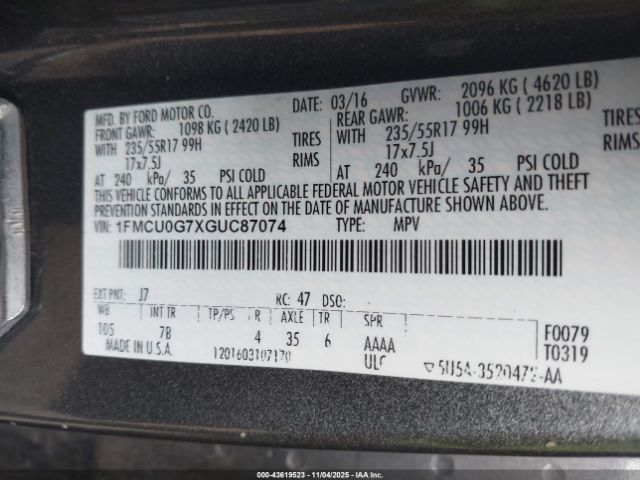 MFD. BY FORD MOTOR CO.
DATE: 03/16 GVWR: 2096 KG ( 4620 LB)
FRONT GAWR: 1098 KG ( 2420 LB) REAR GAWR: 1006 KG ( 2218 LB)
WITH 235/55R17 99H TIRES WITH 235/55R17 99H TIRES
17x7.5J RIMS 17x7.5J RIMS
AT 240 kPa/ 35 PSI COLD AT 240 kPa/ 35 PSI COLD
THIS VEHICLE CONFORMS TO ALL APPLICABLE FEDERAL MOTOR VEHICLE SAFETY AND THEFT
PREVENTION STANDARDS IN EFFECT ON THE DATE OF MANUFACTURE SHOWN ABOVE.
VIN: 1FMCU0G7XGUC87074 TYPE: MPV
EXT PNT: J7 RC: 47 DSO:
WB INT TR TP/PS R AXLE TR SPR
105 7B 4 35 6 AAAA F0079
MADE IN U.S.A. ULC T0319
000-43619523 11/04/2025 - IAA Inc.